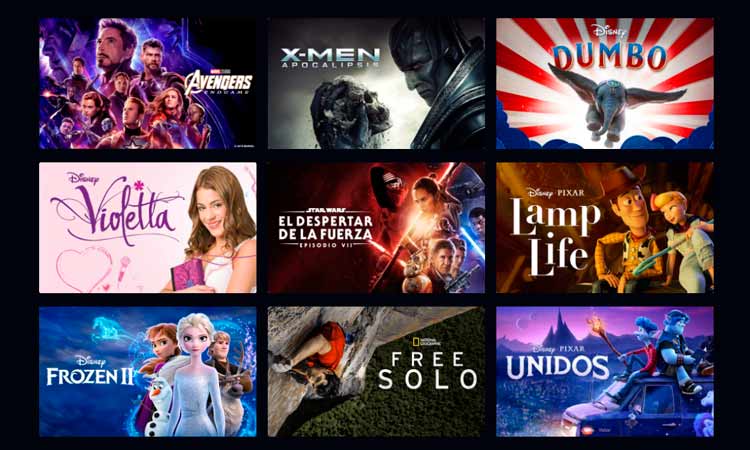 MARVEL STUDIOS
AVENGERS
ENDGAME
X-MEN
APOCALIPSIS
Disney
DUMBO
Disney
Violetta
STAR WARS
EL DESPERTAR
DE LA FUERZA
EPISODIO VII
Disney · PIXAR
Lamp
Life
Disney
FROZEN II
NATIONAL
GEOGRAPHIC
FREE
SOLO
Disney · PIXAR
UNIDOS